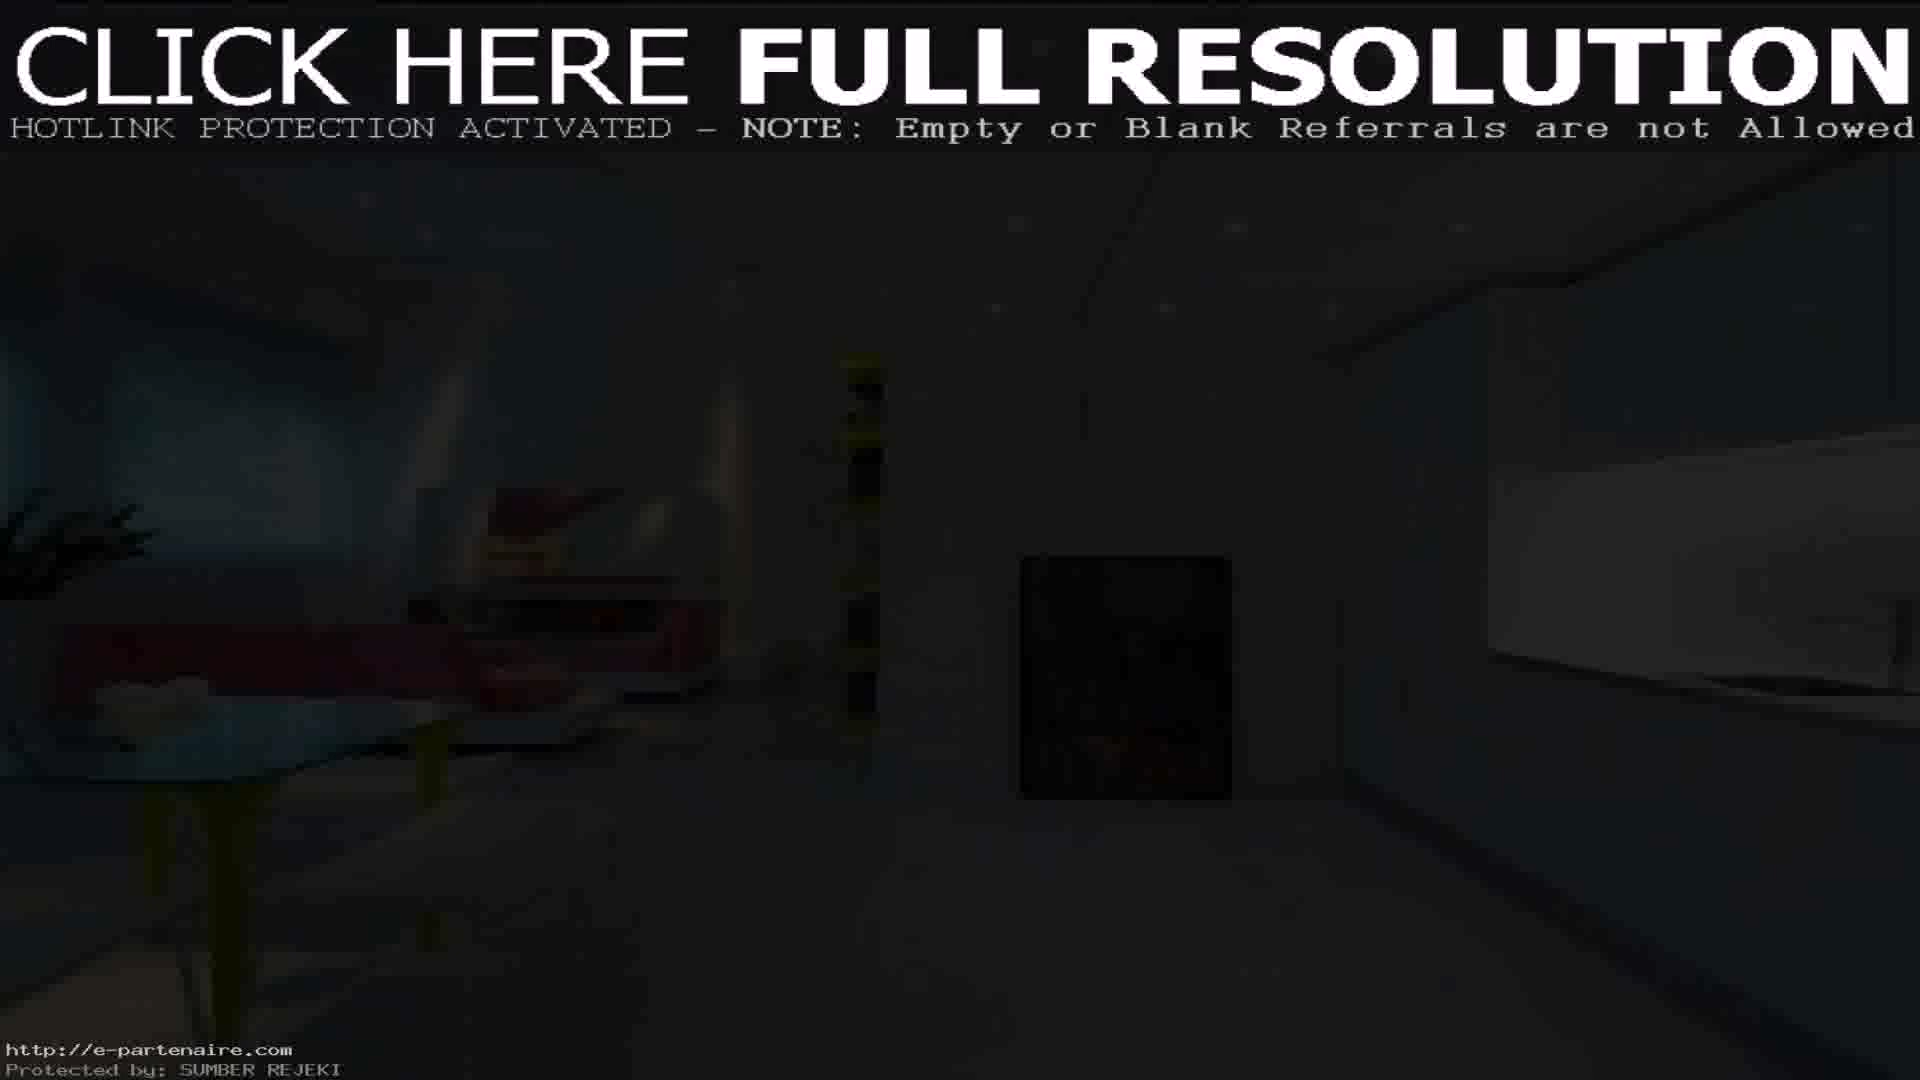 CLICK HERE FULL RESOLUTION
HOTLINK PROTECTION ACTIVATED – NOTE: Empty or Blank Referrals are not Allowed
http://e-partenaire.com
Protected by: SUMBER REJEKI